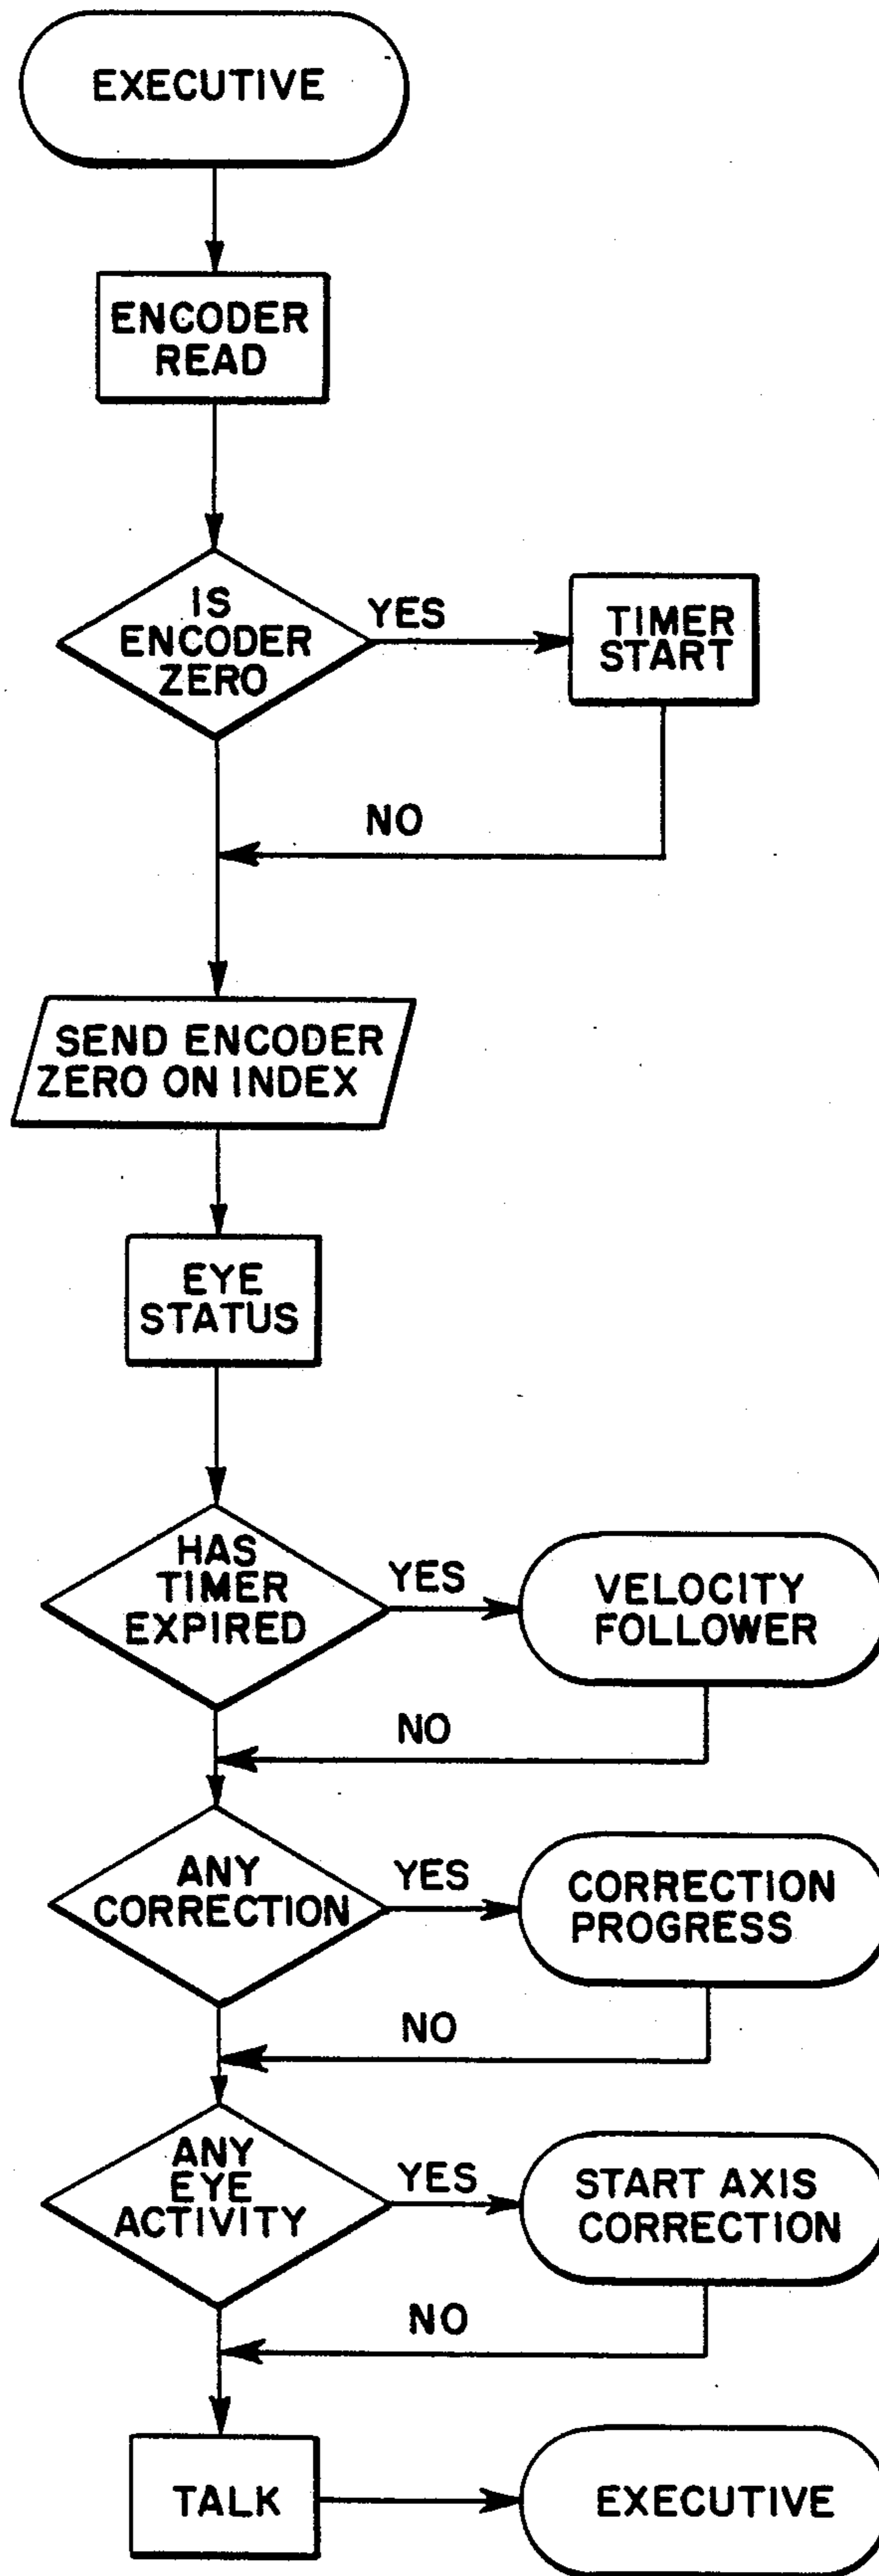 EXECUTIVE
ENCODER
READ
IS
ENCODER
ZERO
YES
TIMER
START
NO
SEND ENCODER
ZERO ON INDEX
EYE
STATUS
HAS
TIMER
EXPIRED
YES
VELOCITY
FOLLOWER
NO
ANY
CORRECTION
YES
CORRECTION
PROGRESS
NO
ANY
EYE
ACTIVITY
YES
START AXIS
CORRECTION
NO
TALK
EXECUTIVE